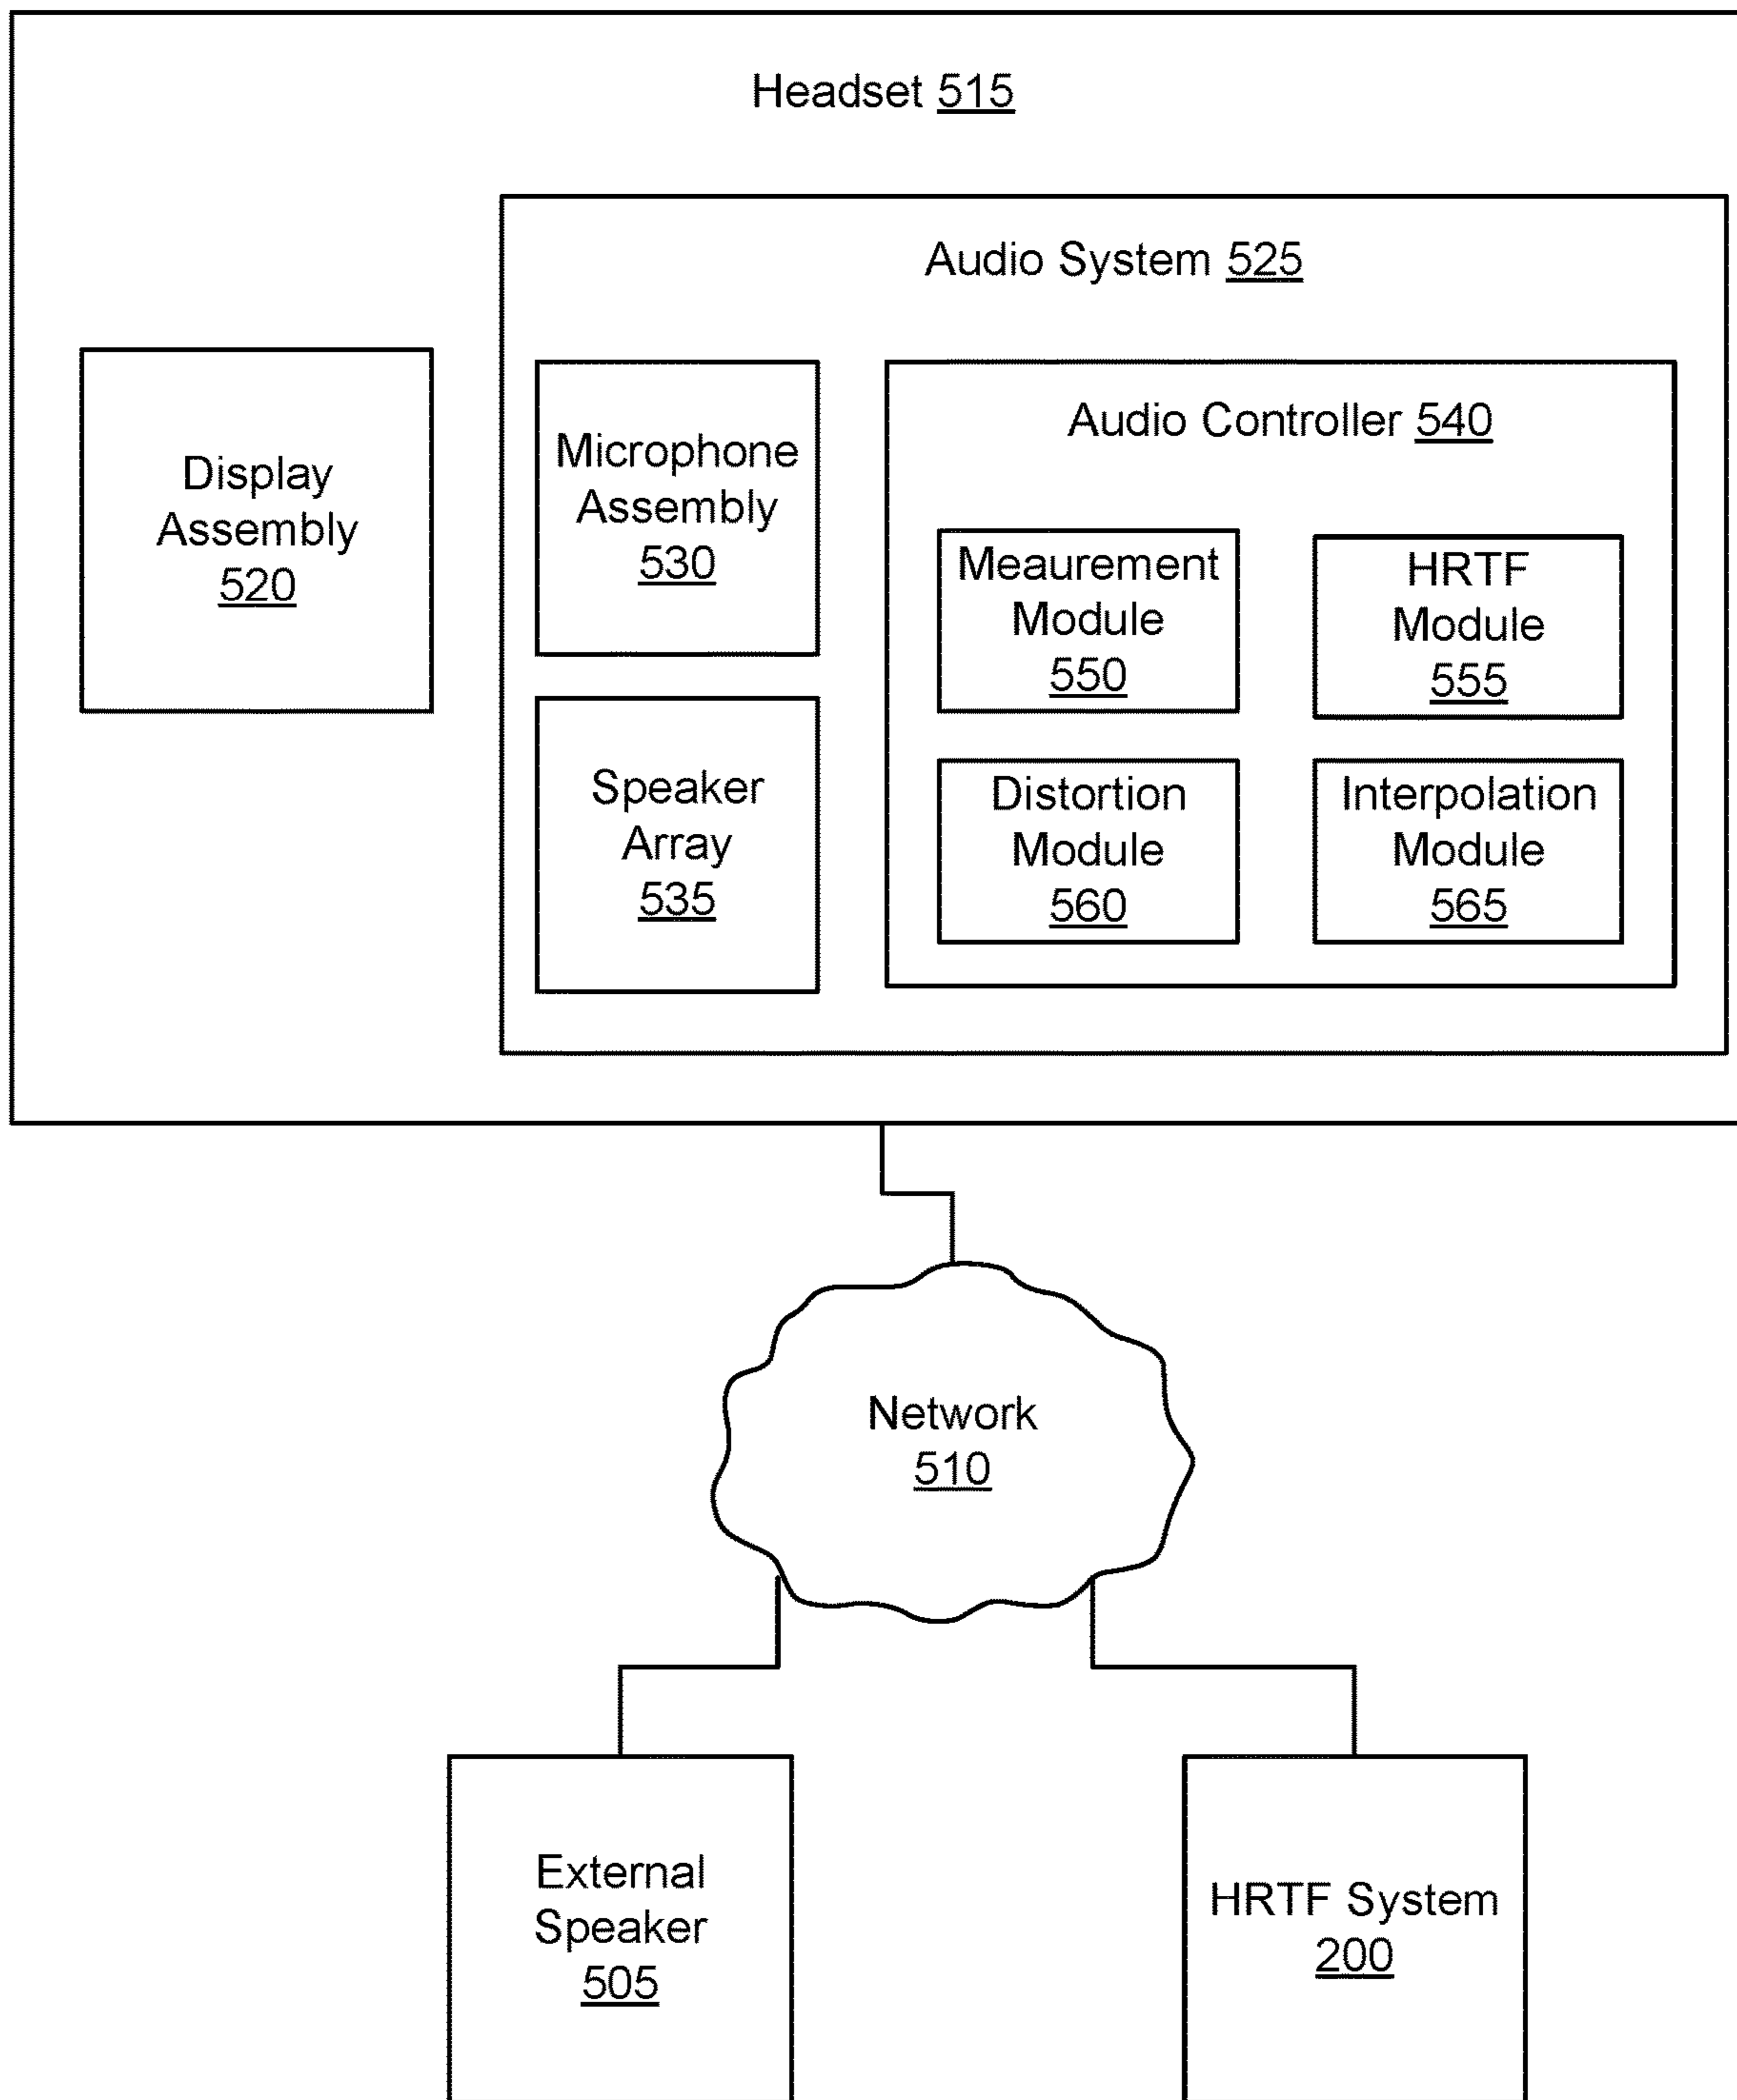 Headset 515
Audio System 525
Display
Assembly
520
Microphone
Assembly
530
Speaker
Array
535
Audio Controller 540
Meaurement
Module
550
HRTF
Module
555
Distortion
Module
560
Interpolation
Module
565
Network
510
External
Speaker
505
HRTF System
200